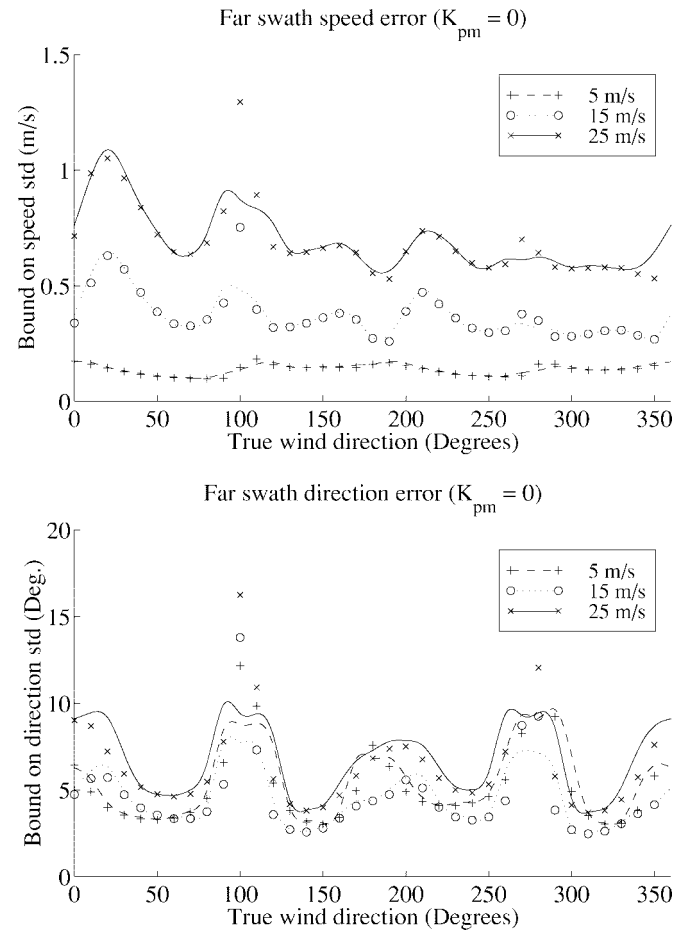 Far swath speed error (K_pm = 0)
1.5
1
0.5
0
Bound on speed std (m/s)
5 m/s
15 m/s
25 m/s
0 50 100 150 200 250 300 350
True wind direction (Degrees)
Far swath direction error (K_pm = 0)
20
15
10
5
0
Bound on direction std (Deg.)
5 m/s
15 m/s
25 m/s
0 50 100 150 200 250 300 350
True wind direction (Degrees)